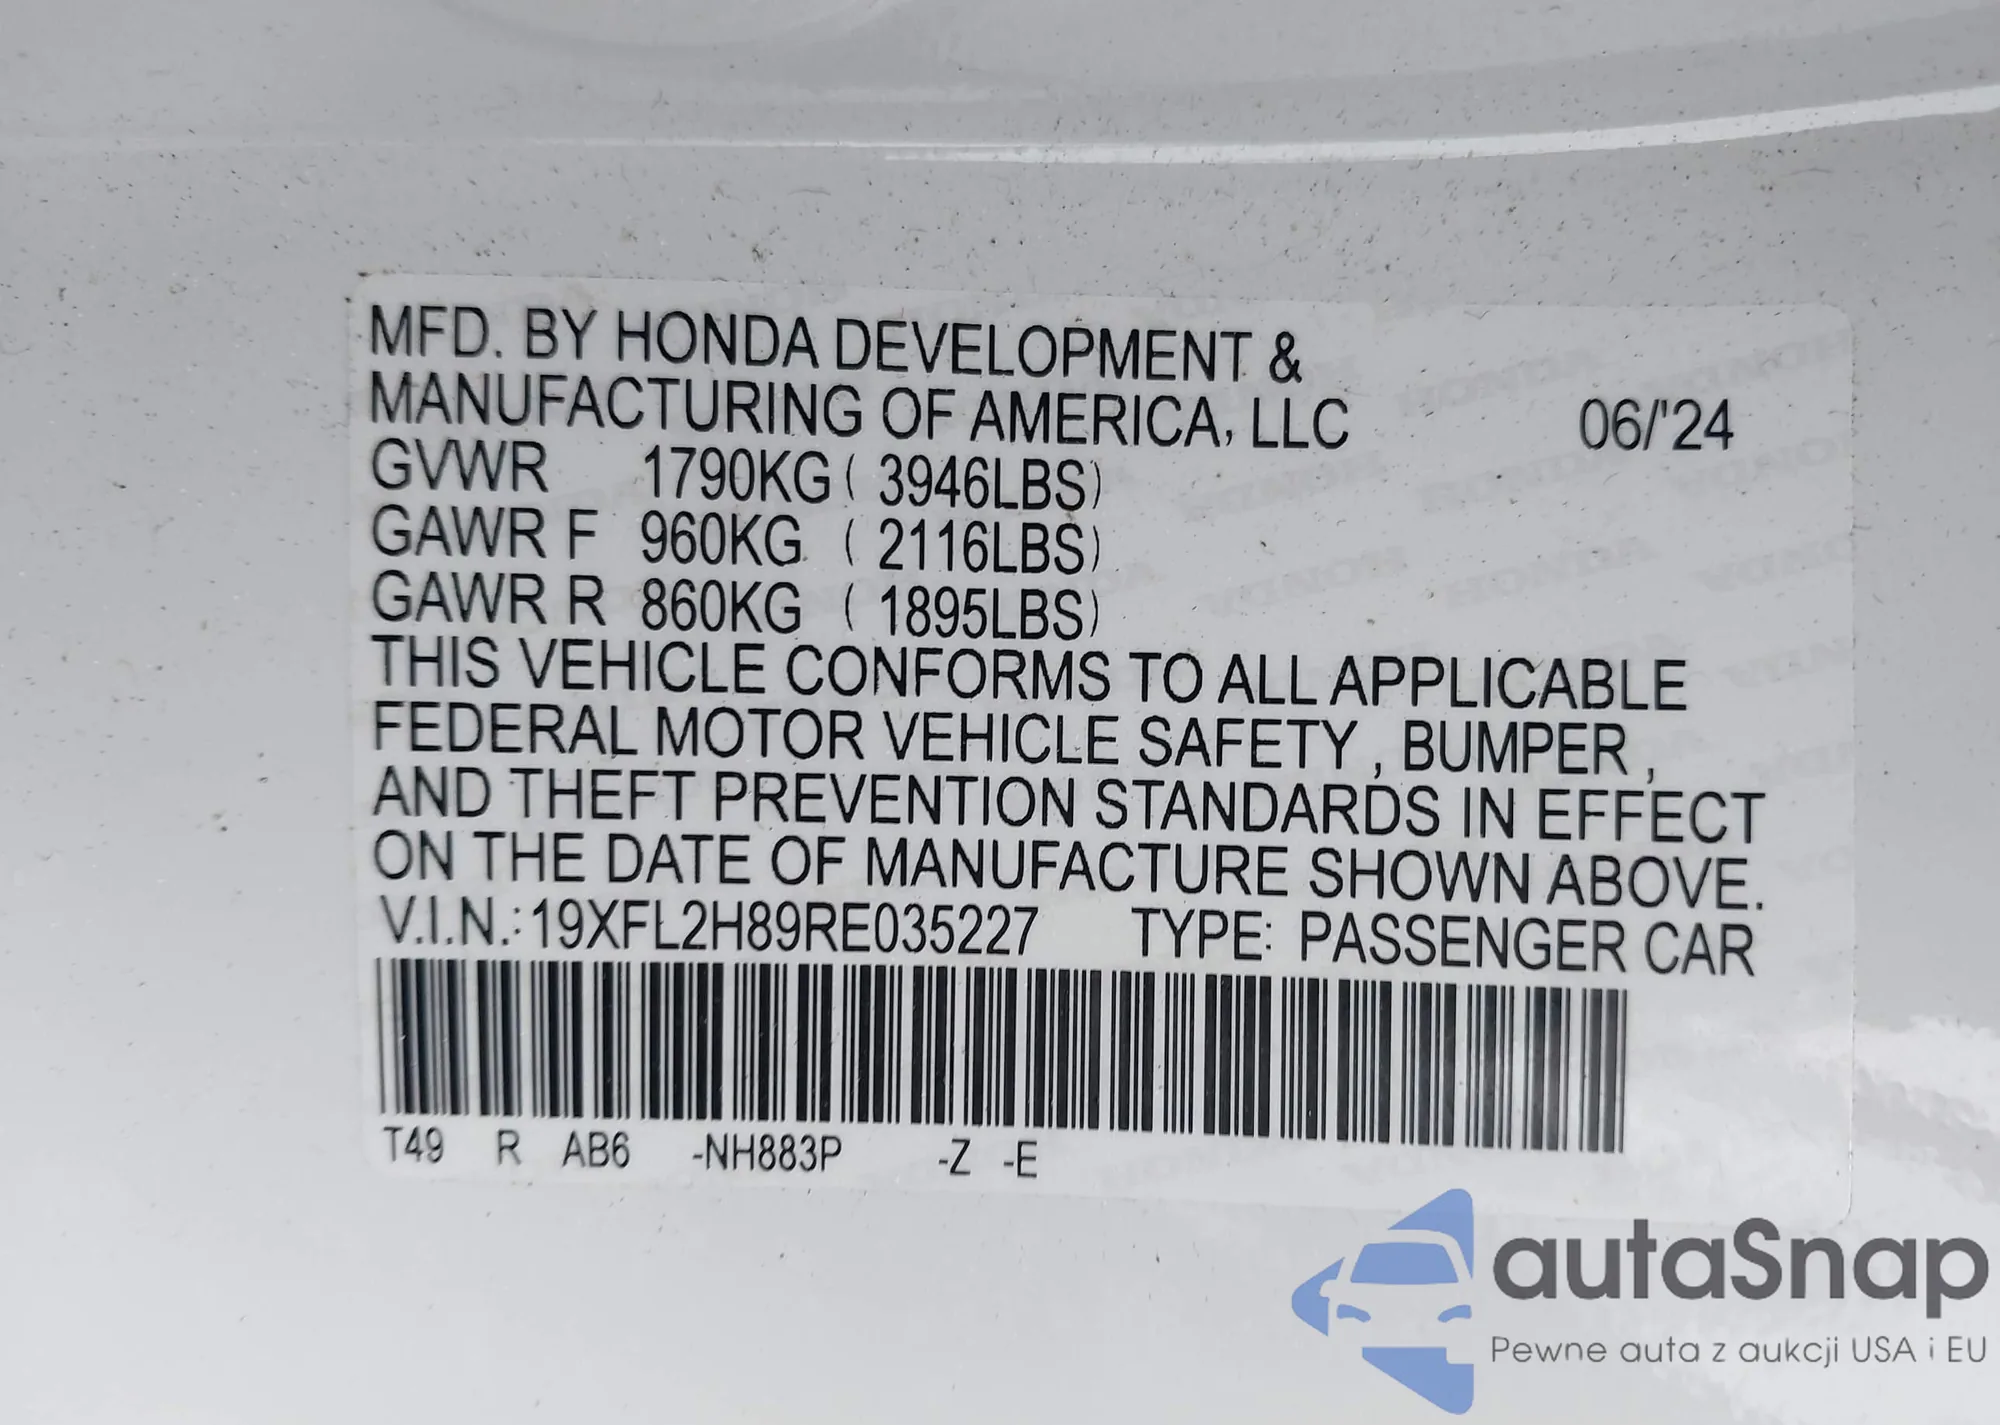 MFD. BY HONDA DEVELOPMENT &
MANUFACTURING OF AMERICA, LLC 06/'24
GVWR 1790KG ( 3946LBS)
GAWR F 960KG ( 2116LBS)
GAWR R 860KG ( 1895LBS)
THIS VEHICLE CONFORMS TO ALL APPLICABLE
FEDERAL MOTOR VEHICLE SAFETY , BUMPER ,
AND THEFT PREVENTION STANDARDS IN EFFECT
ON THE DATE OF MANUFACTURE SHOWN ABOVE.
V.I.N.: 19XFL2H89RE035227 TYPE: PASSENGER CAR
T49 R AB6 -NH883P -Z -E
autaSnap
Pewne auta z aukcji USA i EU